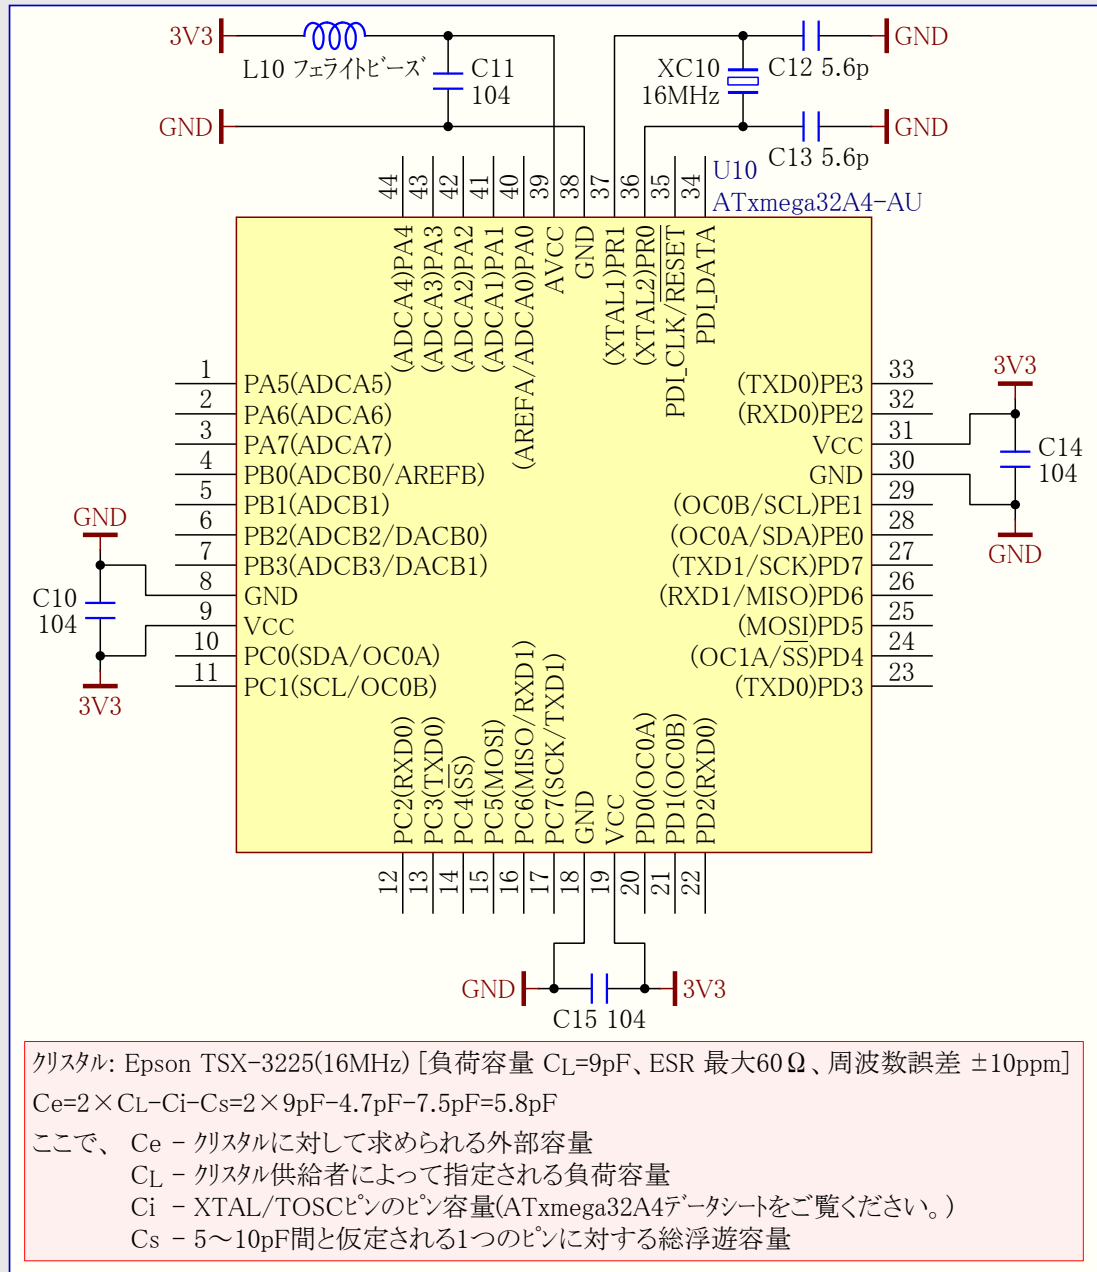 3V3
L10 フェライトビーズ
C11
104
GND
XC10
16MHz
C12 5.6p
GND
C13 5.6p
GND
U10
ATxmega32A4-AU
44
43
42
41
40
39
38
37
36
35
34
(ADCA4)PA4
(ADCA3)PA3
(ADCA2)PA2
(ADCA1)PA1
(AREFA/ADCA0)PA0
AVCC
GND
(XTAL1)PR1
(XTAL2)PR0
PDI_CLK/RESET
PDI_DATA
1 PA5(ADCA5)
2 PA6(ADCA6)
3 PA7(ADCA7)
4 PB0(ADCB0/AREFB)
5 PB1(ADCB1)
6 PB2(ADCB2/DACB0)
7 PB3(ADCB3/DACB1)
8 GND
9 VCC
10 PC0(SDA/OC0A)
11 PC1(SCL/OC0B)
GND
C10
104
3V3
(TXD0)PE3 33
(RXD0)PE2 32
VCC 31
GND 30
(OC0B/SCL)PE1 29
(OC0A/SDA)PE0 28
(TXD1/SCK)PD7 27
(RXD1/MISO)PD6 26
(MOSI)PD5 25
(OC1A/SS)PD4 24
(TXD0)PD3 23
3V3
C14
104
GND
PC2(RXD0)
PC3(TXD0)
PC4(SS)
PC5(MOSI)
PC6(MISO/RXD1)
PC7(SCK/TXD1)
GND
VCC
PD0(OC0A)
PD1(OC0B)
PD2(RXD0)
12
13
14
15
16
17
18
19
20
21
22
GND
3V3
C15 104
クリスタル: Epson TSX-3225(16MHz) [負荷容量 CL=9pF、ESR 最大60Ω、周波数誤差 ±10ppm]
Ce=2×CL-Ci-Cs=2×9pF-4.7pF-7.5pF=5.8pF
ここで、 Ce - クリスタルに対して求められる外部容量
CL - クリスタル供給者によって指定される負荷容量
Ci - XTAL/TOSCピンのピン容量(ATxmega32A4データシートをご覧ください。)
Cs - 5～10pF間と仮定される1つのピンに対する総浮遊容量